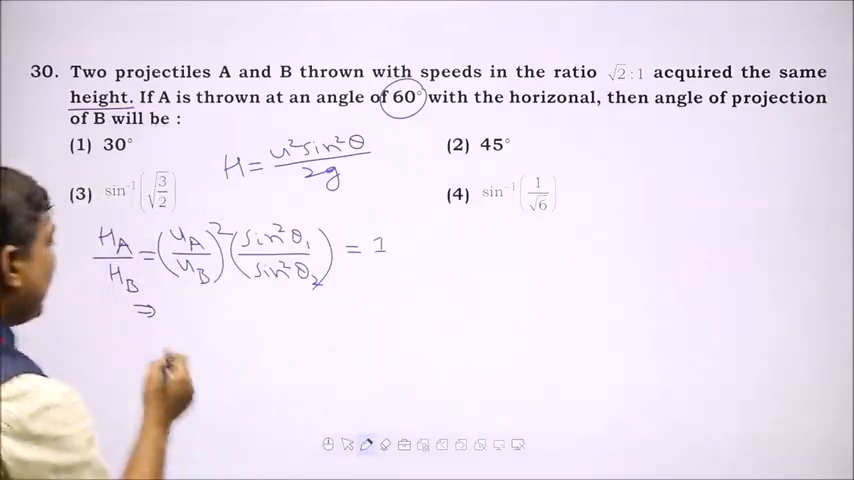 30. Two projectiles A and B thrown with speeds in the ratio √2 : 1 acquired the same
height. If A is thrown at an angle of 60° with the horizonal, then angle of projection
of B will be :
(1) 30°
(2) 45°
H = u² sin²θ / 2g
(3) sin⁻¹(√(3/2))
(4) sin⁻¹(1/√6)
H_A / H_B = (u_A / u_B)² (sin²θ₁ / sin²θ₂) = 1
⇒